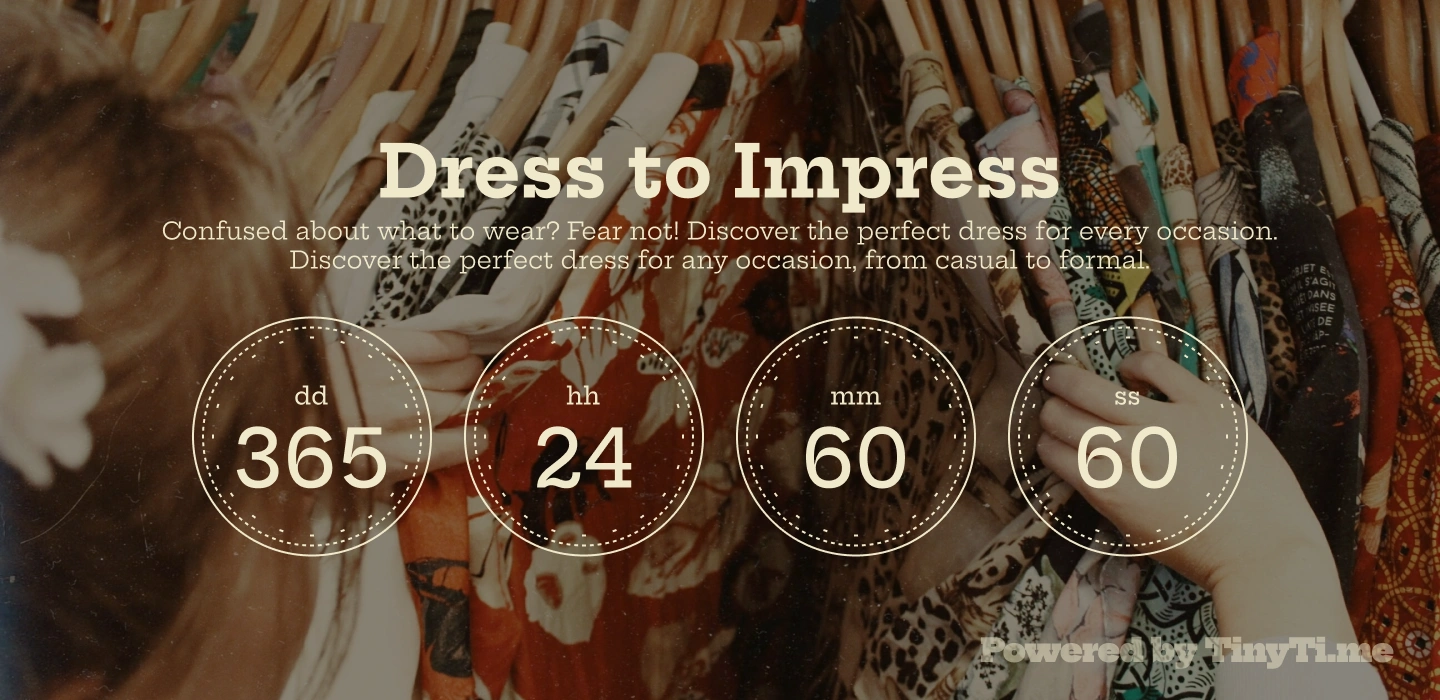 Dress to Impress
Confused about what to wear? Fear not! Discover the perfect dress for every occasion.
Discover the perfect dress for any occasion, from casual to formal.
dd
365
hh
24
mm
60
ss
60
Powered by TinyTi.me